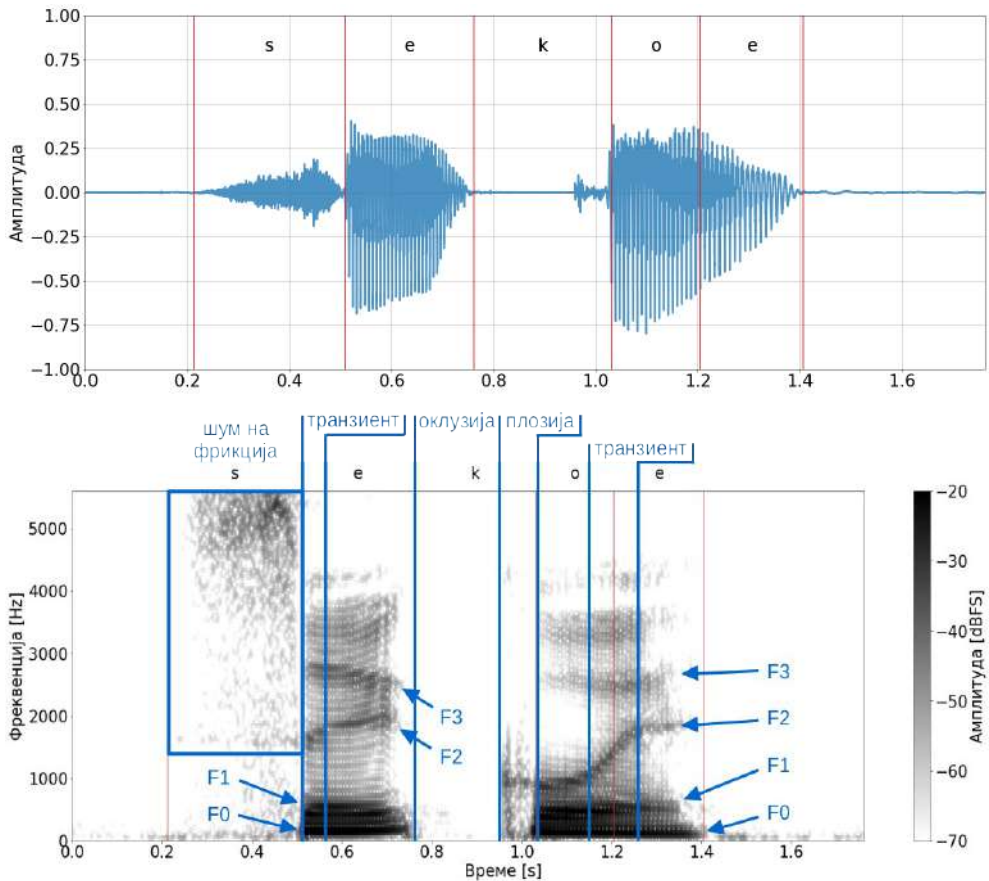 1.00
0.75
0.50
0.25
0.00
−0.25
−0.50
−0.75
−1.00
Амплитуда
s e k o e
0.0 0.2 0.4 0.6 0.8 1.0 1.2 1.4 1.6
шум на
фрикција
транзиент
оклузија
плозија
транзиент
s e k o e
5000
4000
3000
2000
1000
0
Фреквенција [Hz]
F1
F0
F3
F2
F3
F2
F1
F0
0.0 0.2 0.4 0.6 0.8 1.0 1.2 1.4 1.6
Време [s]
−20
−30
−40
−50
−60
−70
Амплитуда [dBFS]